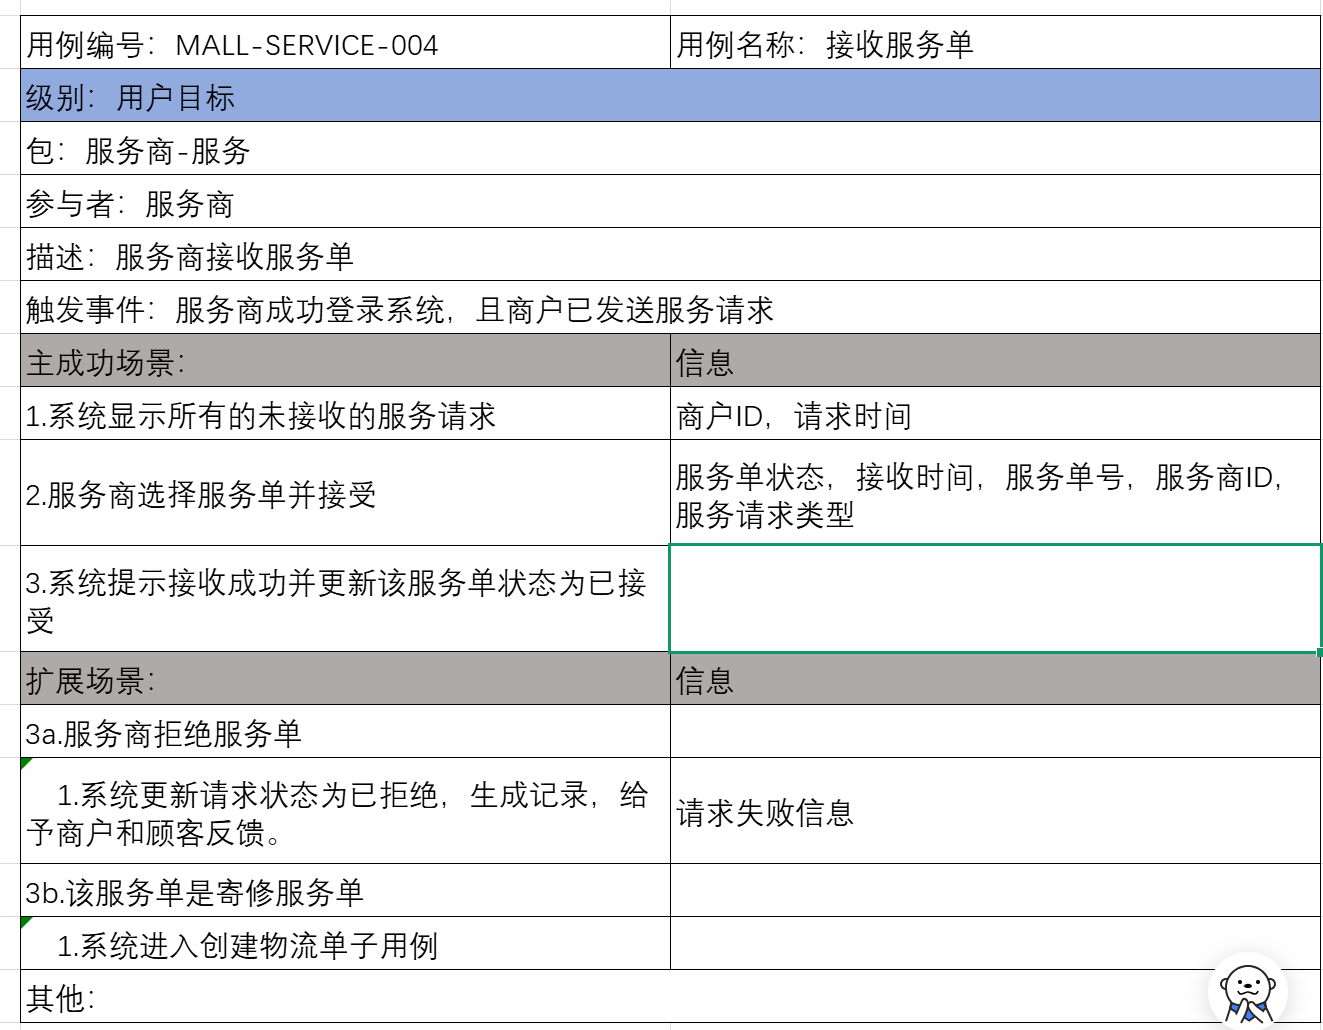 用例编号：MALL-SERVICE-004
用例名称：接收服务单
级别：用户目标
包：服务商-服务
参与者：服务商
描述：服务商接收服务单
触发事件：服务商成功登录系统，且商户已发送服务请求
主成功场景：
信息
1.系统显示所有的未接收的服务请求
商户ID，请求时间
2.服务商选择服务单并接受
服务单状态，接收时间，服务单号，服务商ID，
服务请求类型
3.系统提示接收成功并更新该服务单状态为已接
受
扩展场景：
信息
3a.服务商拒绝服务单
1.系统更新请求状态为已拒绝，生成记录，给
予商户和顾客反馈。
请求失败信息
3b.该服务单是寄修服务单
1.系统进入创建物流单子用例
其他：